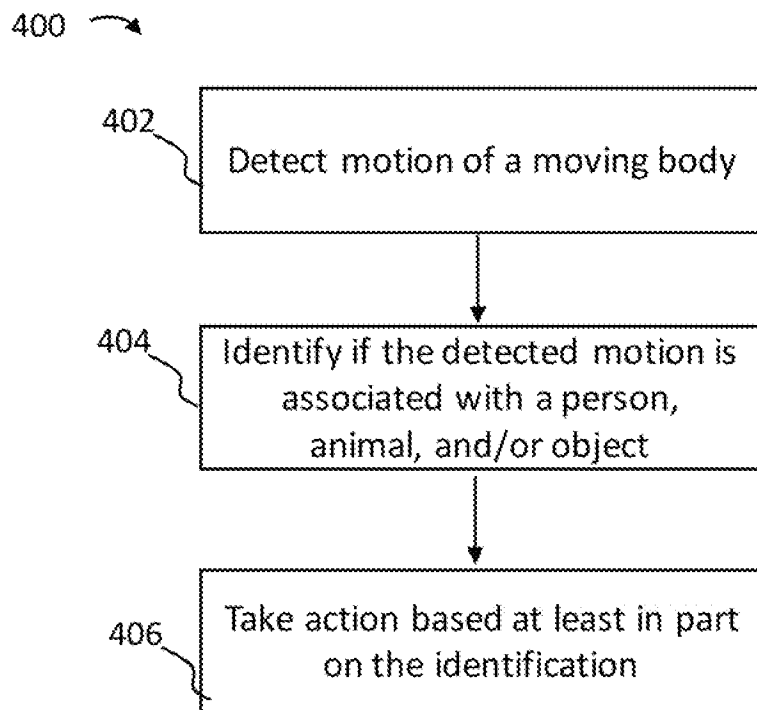 400
402
Detect motion of a moving body
404
Identify if the detected motion is
associated with a person,
animal, and/or object
406
Take action based at least in part
on the identification